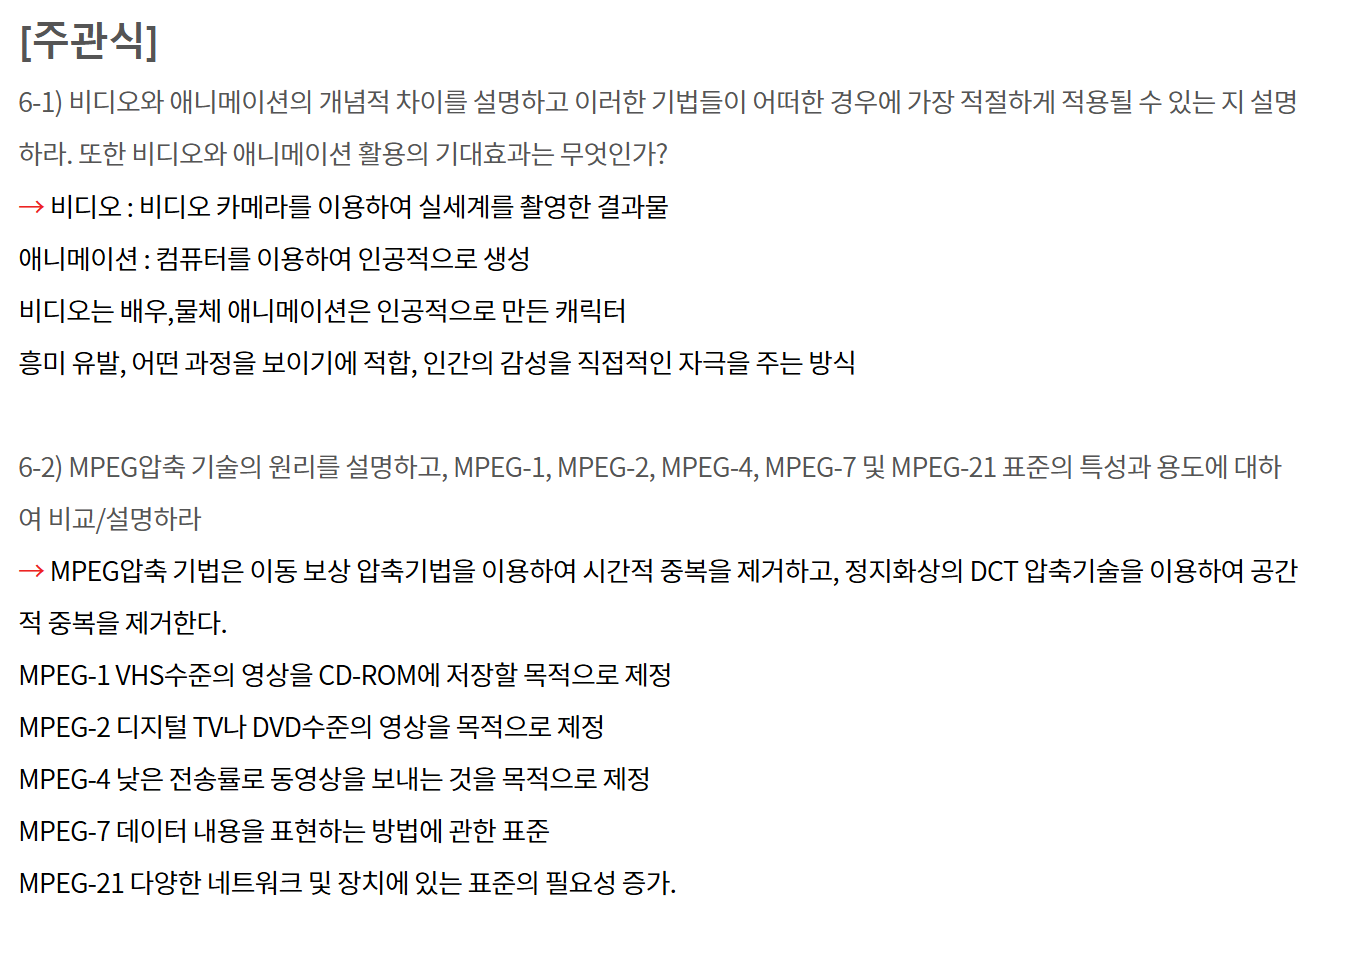 [주관식]
6-1) 비디오와 애니메이션의 개념적 차이를 설명하고 이러한 기법들이 어떠한 경우에 가장 적절하게 적용될 수 있는 지 설명
하라. 또한 비디오와 애니메이션 활용의 기대효과는 무엇인가?
→ 비디오 : 비디오 카메라를 이용하여 실세계를 촬영한 결과물
애니메이션 : 컴퓨터를 이용하여 인공적으로 생성
비디오는 배우,물체 애니메이션은 인공적으로 만든 캐릭터
흥미 유발, 어떤 과정을 보이기에 적합, 인간의 감성을 직접적인 자극을 주는 방식
6-2) MPEG압축 기술의 원리를 설명하고, MPEG-1, MPEG-2, MPEG-4, MPEG-7 및 MPEG-21 표준의 특성과 용도에 대하
여 비교/설명하라
→ MPEG압축 기법은 이동 보상 압축기법을 이용하여 시간적 중복을 제거하고, 정지화상의 DCT 압축기술을 이용하여 공간
적 중복을 제거한다.
MPEG-1 VHS수준의 영상을 CD-ROM에 저장할 목적으로 제정
MPEG-2 디지털 TV나 DVD수준의 영상을 목적으로 제정
MPEG-4 낮은 전송률로 동영상을 보내는 것을 목적으로 제정
MPEG-7 데이터 내용을 표현하는 방법에 관한 표준
MPEG-21 다양한 네트워크 및 장치에 있는 표준의 필요성 증가.